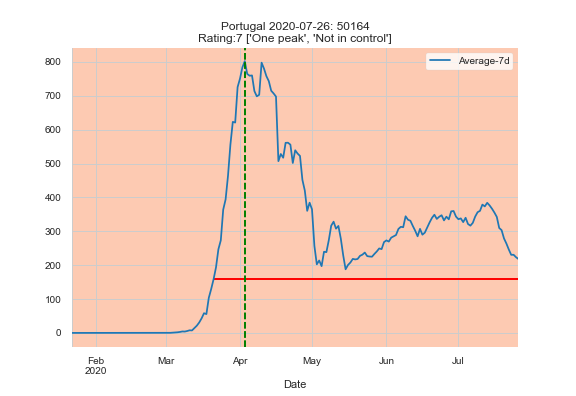 Portugal 2020-07-26: 50164
Rating:7 ['One peak', 'Not in control']
Average-7d
800
700
600
500
400
300
200
100
0
Feb Mar Apr May Jun Jul
2020
Date